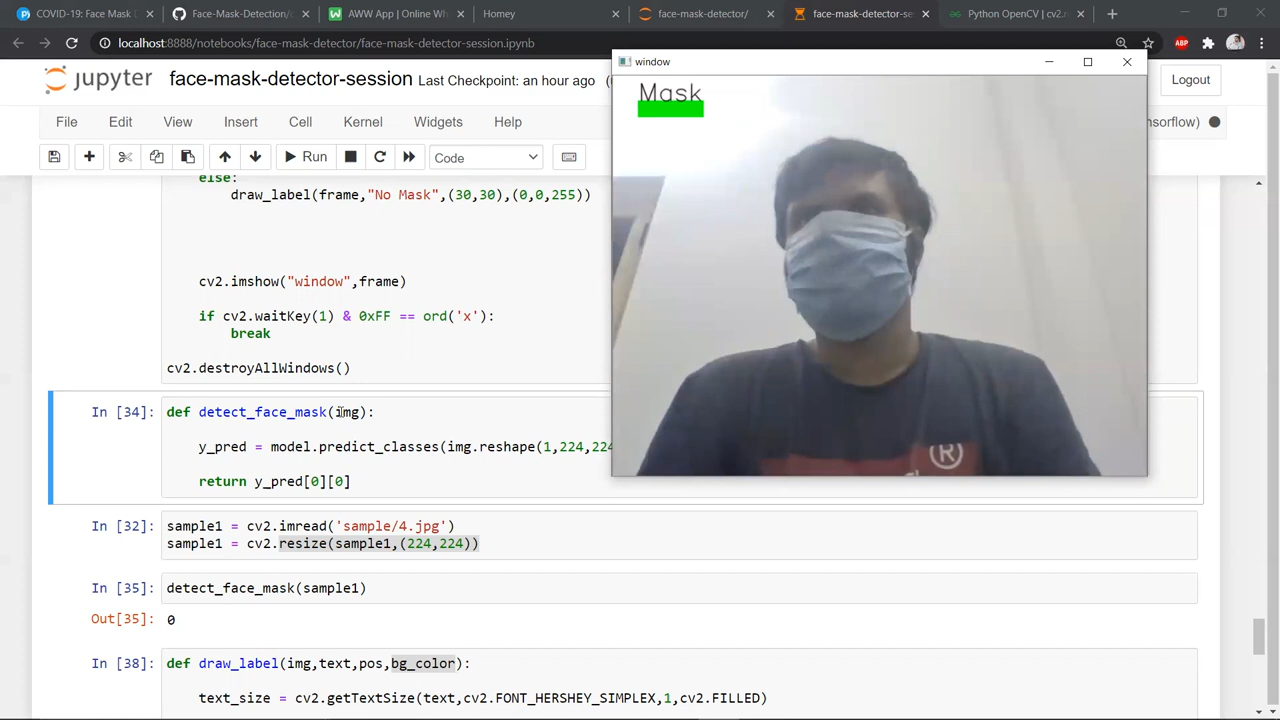 COVID-19: Face Mask D
Face-Mask-Detection/c
AWW App | Online Wh
Homey
face-mask-detector/
face-mask-detector-ses
Python OpenCV | cv2.r
localhost:8888/notebooks/face-mask-detector/face-mask-detector-session.ipynb
ABP
window
jupyter
face-mask-detector-session Last Checkpoint: an hour ago
Logout
File Edit View Insert Cell Kernel Widgets Help
nsorflow)
Run
Code
Mask
else:
draw_label(frame,"No Mask",(30,30),(0,0,255))
cv2.imshow("window",frame)
if cv2.waitKey(1) & 0xFF == ord('x'):
break
cv2.destroyAllWindows()
In [34]: def detect_face_mask(img):
y_pred = model.predict_classes(img.reshape(1,224,224
return y_pred[0][0]
®
In [32]: sample1 = cv2.imread('sample/4.jpg')
sample1 = cv2.resize(sample1,(224,224))
In [35]: detect_face_mask(sample1)
Out[35]: 0
In [38]: def draw_label(img,text,pos,bg_color):
text_size = cv2.getTextSize(text,cv2.FONT_HERSHEY_SIMPLEX,1,cv2.FILLED)